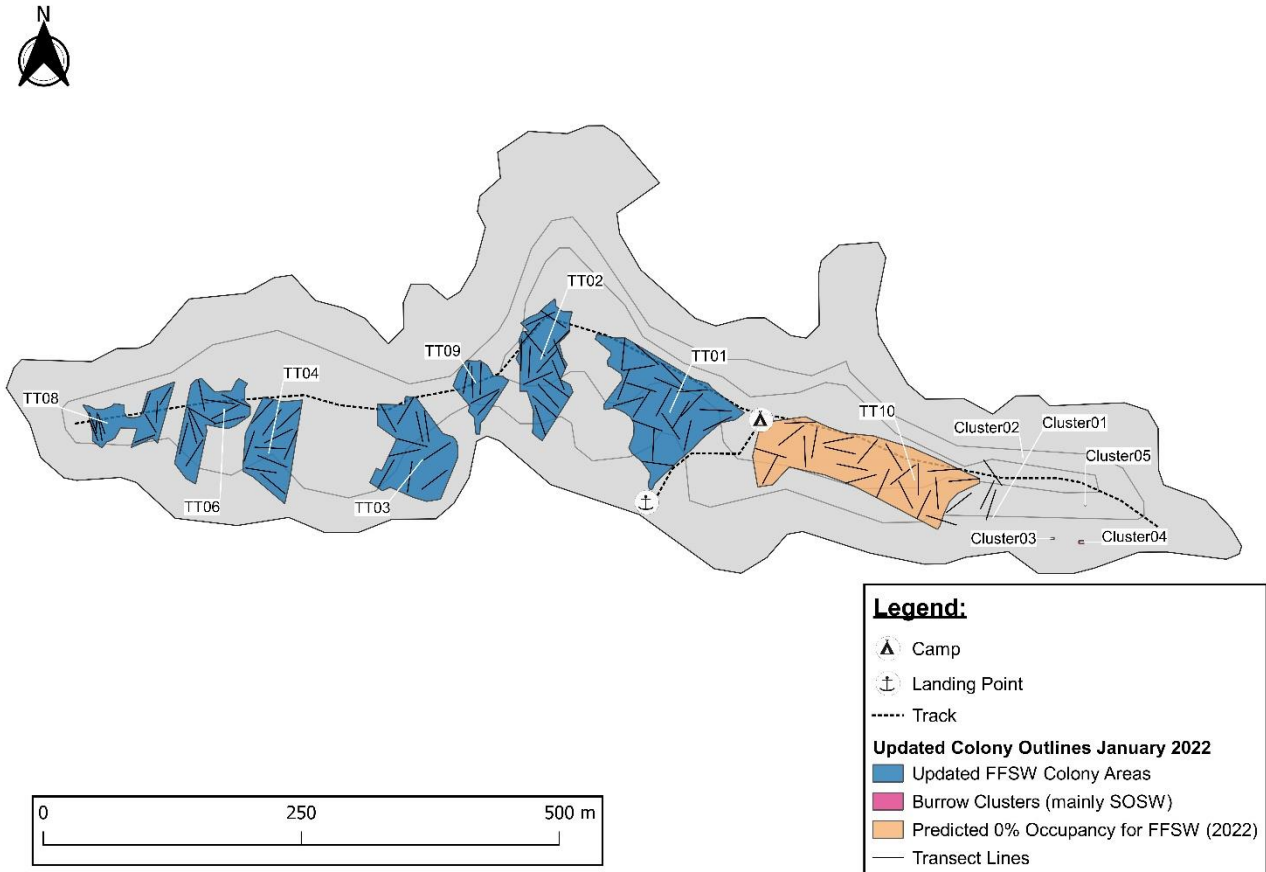 N
TT02
TT09
TT01
TT04
TT08
TT10
Cluster01
Cluster02
Cluster05
TT06
TT03
Cluster03
Cluster04
Legend:
Camp
Landing Point
Track
Updated Colony Outlines January 2022
Updated FFSW Colony Areas
Burrow Clusters (mainly SOSW)
Predicted 0% Occupancy for FFSW (2022)
Transect Lines
0 250 500 m